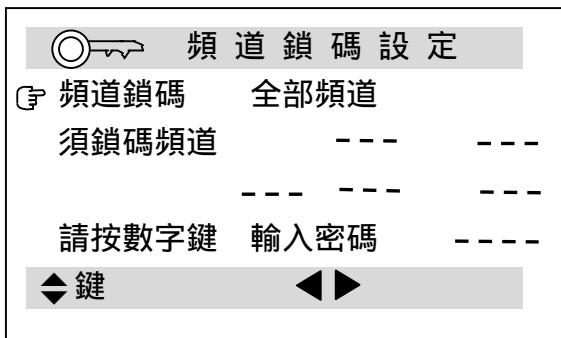 頻道鎖碼設定
頻道鎖碼 全部頻道
須鎖碼頻道 --- ---
--- --- ---
請按數字鍵 輸入密碼 ----
鍵